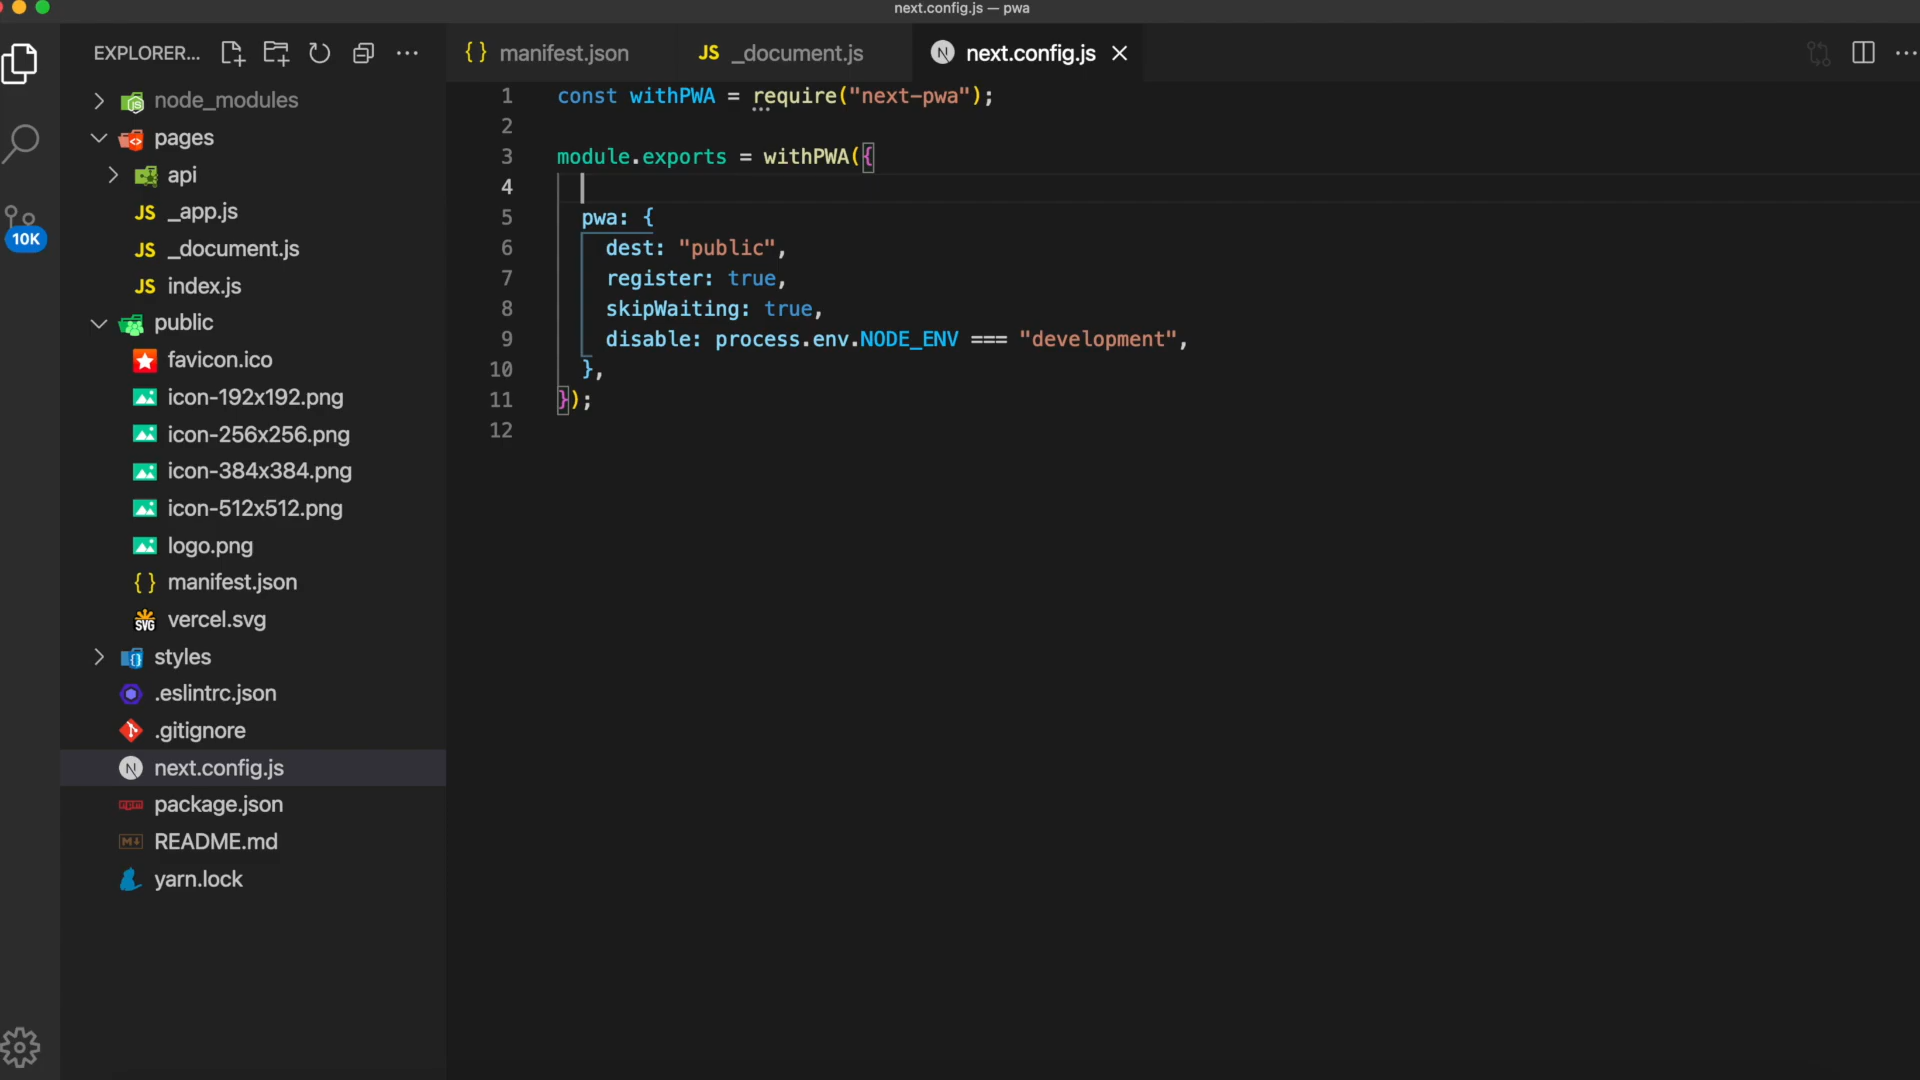 next.config.js — pwa
EXPLORER...
manifest.json
JS _document.js
next.config.js
node_modules
pages
api
JS _app.js
JS _document.js
JS index.js
public
favicon.ico
icon-192x192.png
icon-256x256.png
icon-384x384.png
icon-512x512.png
logo.png
{ } manifest.json
SVG vercel.svg
styles
.eslintrc.json
.gitignore
N next.config.js
package.json
README.md
yarn.lock
10K
1 const withPWA = require("next-pwa");
2
3 module.exports = withPWA({
4
5 pwa: {
6 dest: "public",
7 register: true,
8 skipWaiting: true,
9 disable: process.env.NODE_ENV === "development",
10 },
11 });
12